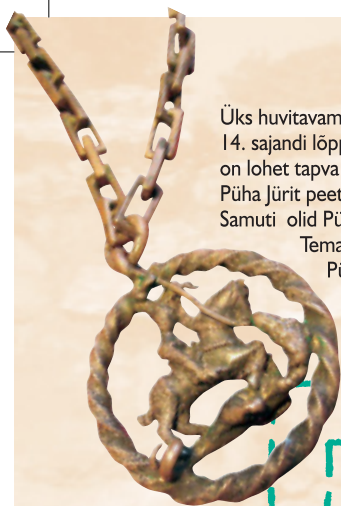 Üks huvitavam
14. sajandi lõpp
on lohet tapva
Püha Jürit peet
Samuti olid Pü
Tema
Pü